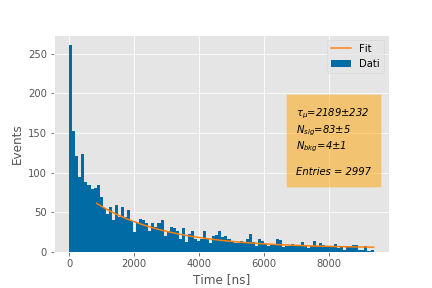 250
200
150
100
50
0
Events
0
2000
4000
6000
8000
Time [ns]
Fit
Dati
τμ=2189±232
Nsig=83±5
Nbkg=4±1
Entries = 2997